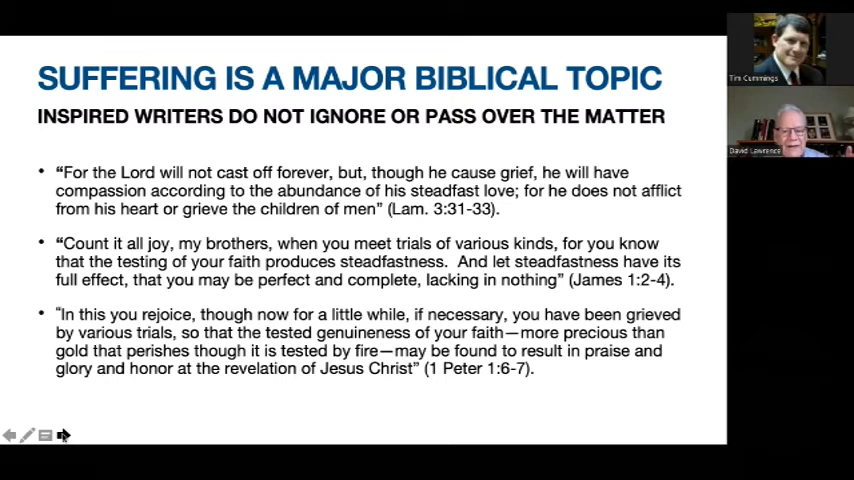 SUFFERING IS A MAJOR BIBLICAL TOPIC
INSPIRED WRITERS DO NOT IGNORE OR PASS OVER THE MATTER
• “For the Lord will not cast off forever, but, though he cause grief, he will have
compassion according to the abundance of his steadfast love; for he does not afflict
from his heart or grieve the children of men” (Lam. 3:31-33).
• “Count it all joy, my brothers, when you meet trials of various kinds, for you know
that the testing of your faith produces steadfastness.  And let steadfastness have its
full effect, that you may be perfect and complete, lacking in nothing” (James 1:2-4).
• “In this you rejoice, though now for a little while, if necessary, you have been grieved
by various trials, so that the tested genuineness of your faith—more precious than
gold that perishes though it is tested by fire—may be found to result in praise and
glory and honor at the revelation of Jesus Christ” (1 Peter 1:6-7).
Tim Cummings
David Lawrence